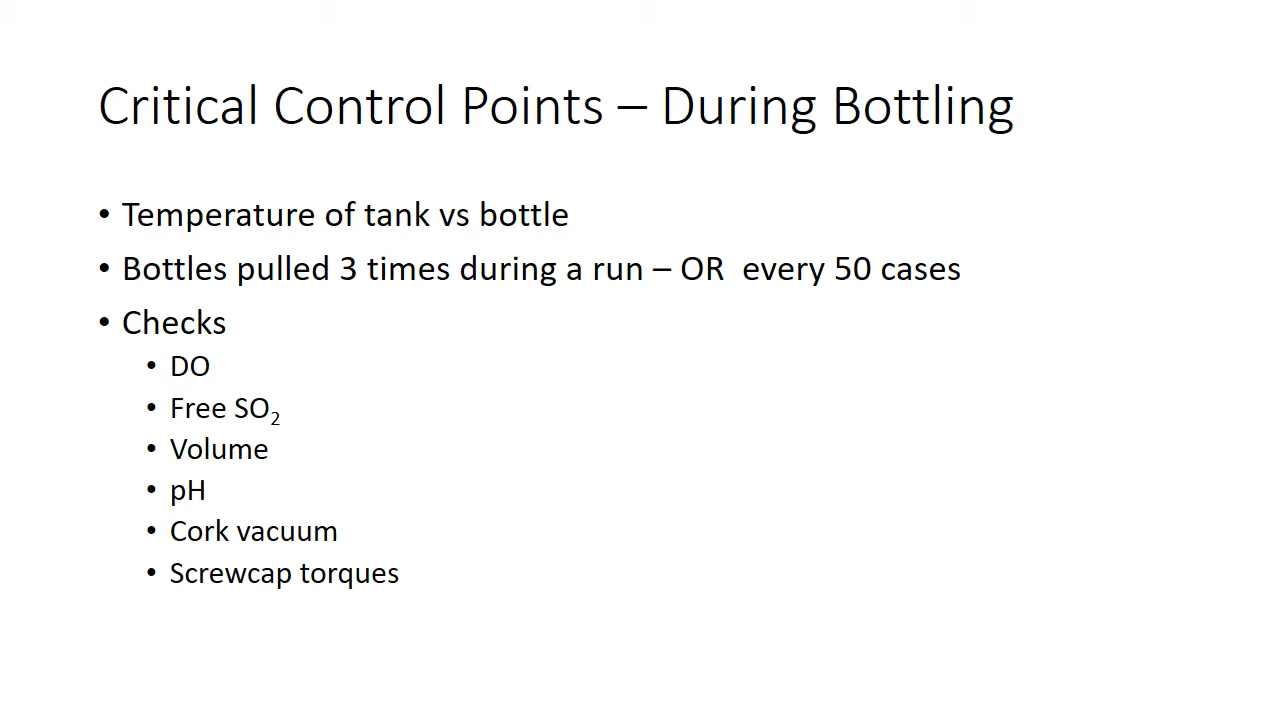 Critical Control Points – During Bottling
• Temperature of tank vs bottle
• Bottles pulled 3 times during a run – OR  every 50 cases
• Checks
• DO
• Free SO₂
• Volume
• pH
• Cork vacuum
• Screwcap torques